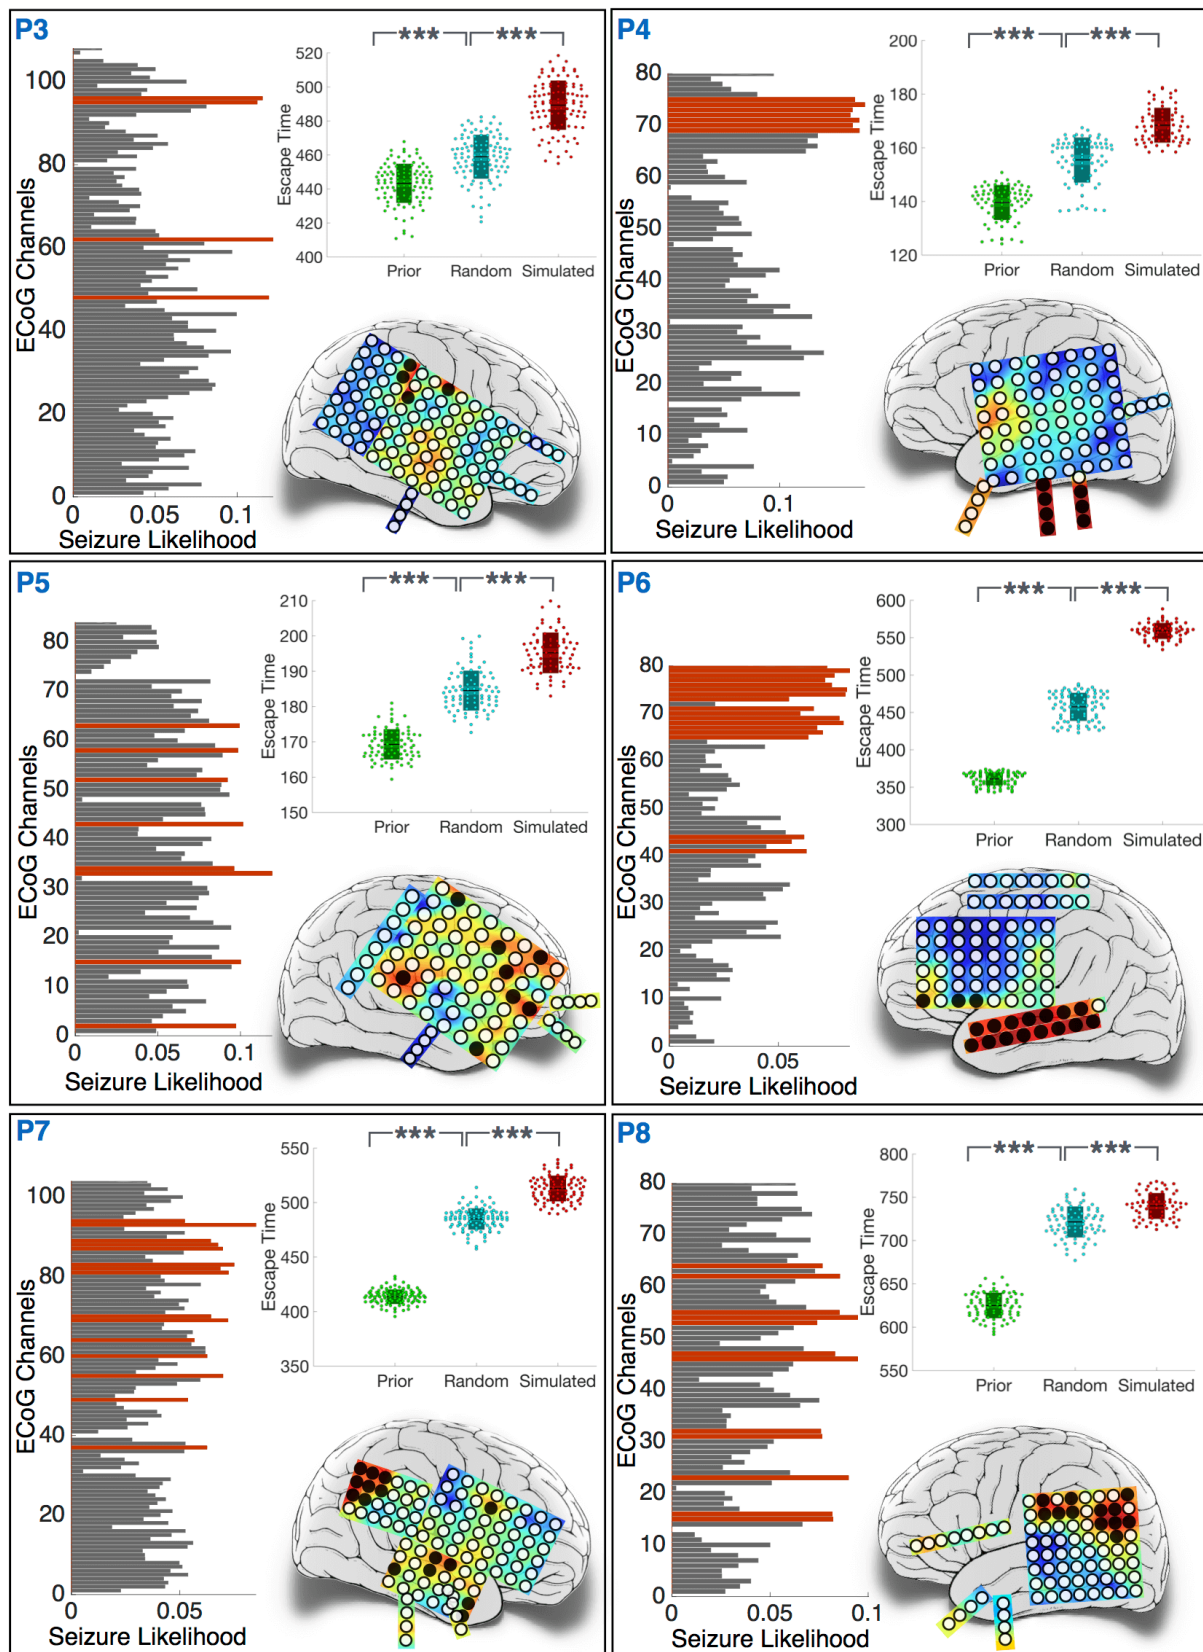 P3
*** ***
520
500
480
460
440
420
400
Escape Time
Prior Random Simulated
100
80
60
40
20
0
ECoG Channels
0 0.05 0.1
Seizure Likelihood
P4
*** ***
200
180
160
140
120
Escape Time
Prior Random Simulated
80
70
60
50
40
30
20
10
0
ECoG Channels
0 0.1
Seizure Likelihood
P5
*** ***
210
200
190
180
170
160
150
Escape Time
Prior Random Simulated
80
70
60
50
40
30
20
10
0
ECoG Channels
0 0.05 0.1
Seizure Likelihood
P6
*** ***
600
550
500
450
400
350
300
Escape Time
Prior Random Simulated
80
70
60
50
40
30
20
10
0
ECoG Channels
0 0.05
Seizure Likelihood
P7
*** ***
550
500
450
400
350
Escape Time
Prior Random Simulated
100
80
60
40
20
0
ECoG Channels
0 0.05
Seizure Likelihood
P8
*** ***
800
750
700
650
600
550
Escape Time
Prior Random Simulated
80
70
60
50
40
30
20
10
0
ECoG Channels
0 0.05 0.1
Seizure Likelihood